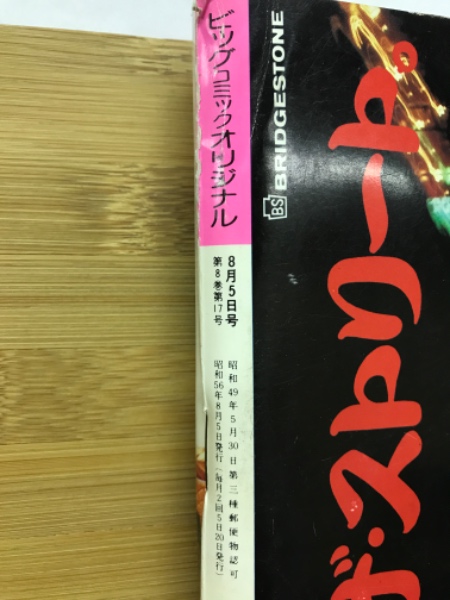 ビッグコミックオリジナル
8月5日号
第8巻第17号
昭和49年5月30日第三種郵便物認可
昭和56年8月5日発行（毎月2回5日20日発行）
BS BRIDGESTONE
ザ・ストリート。